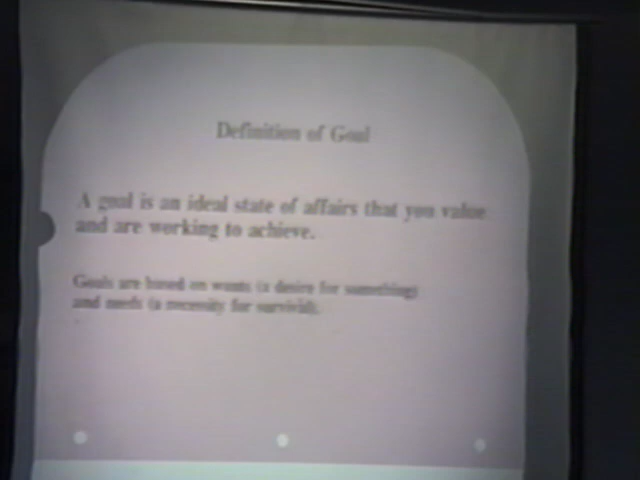 Definition of Goal
A goal is an ideal state of affairs that you value
and are working to achieve.
Goals are based on wants (a desire for something)
and needs (a necessity for survival).